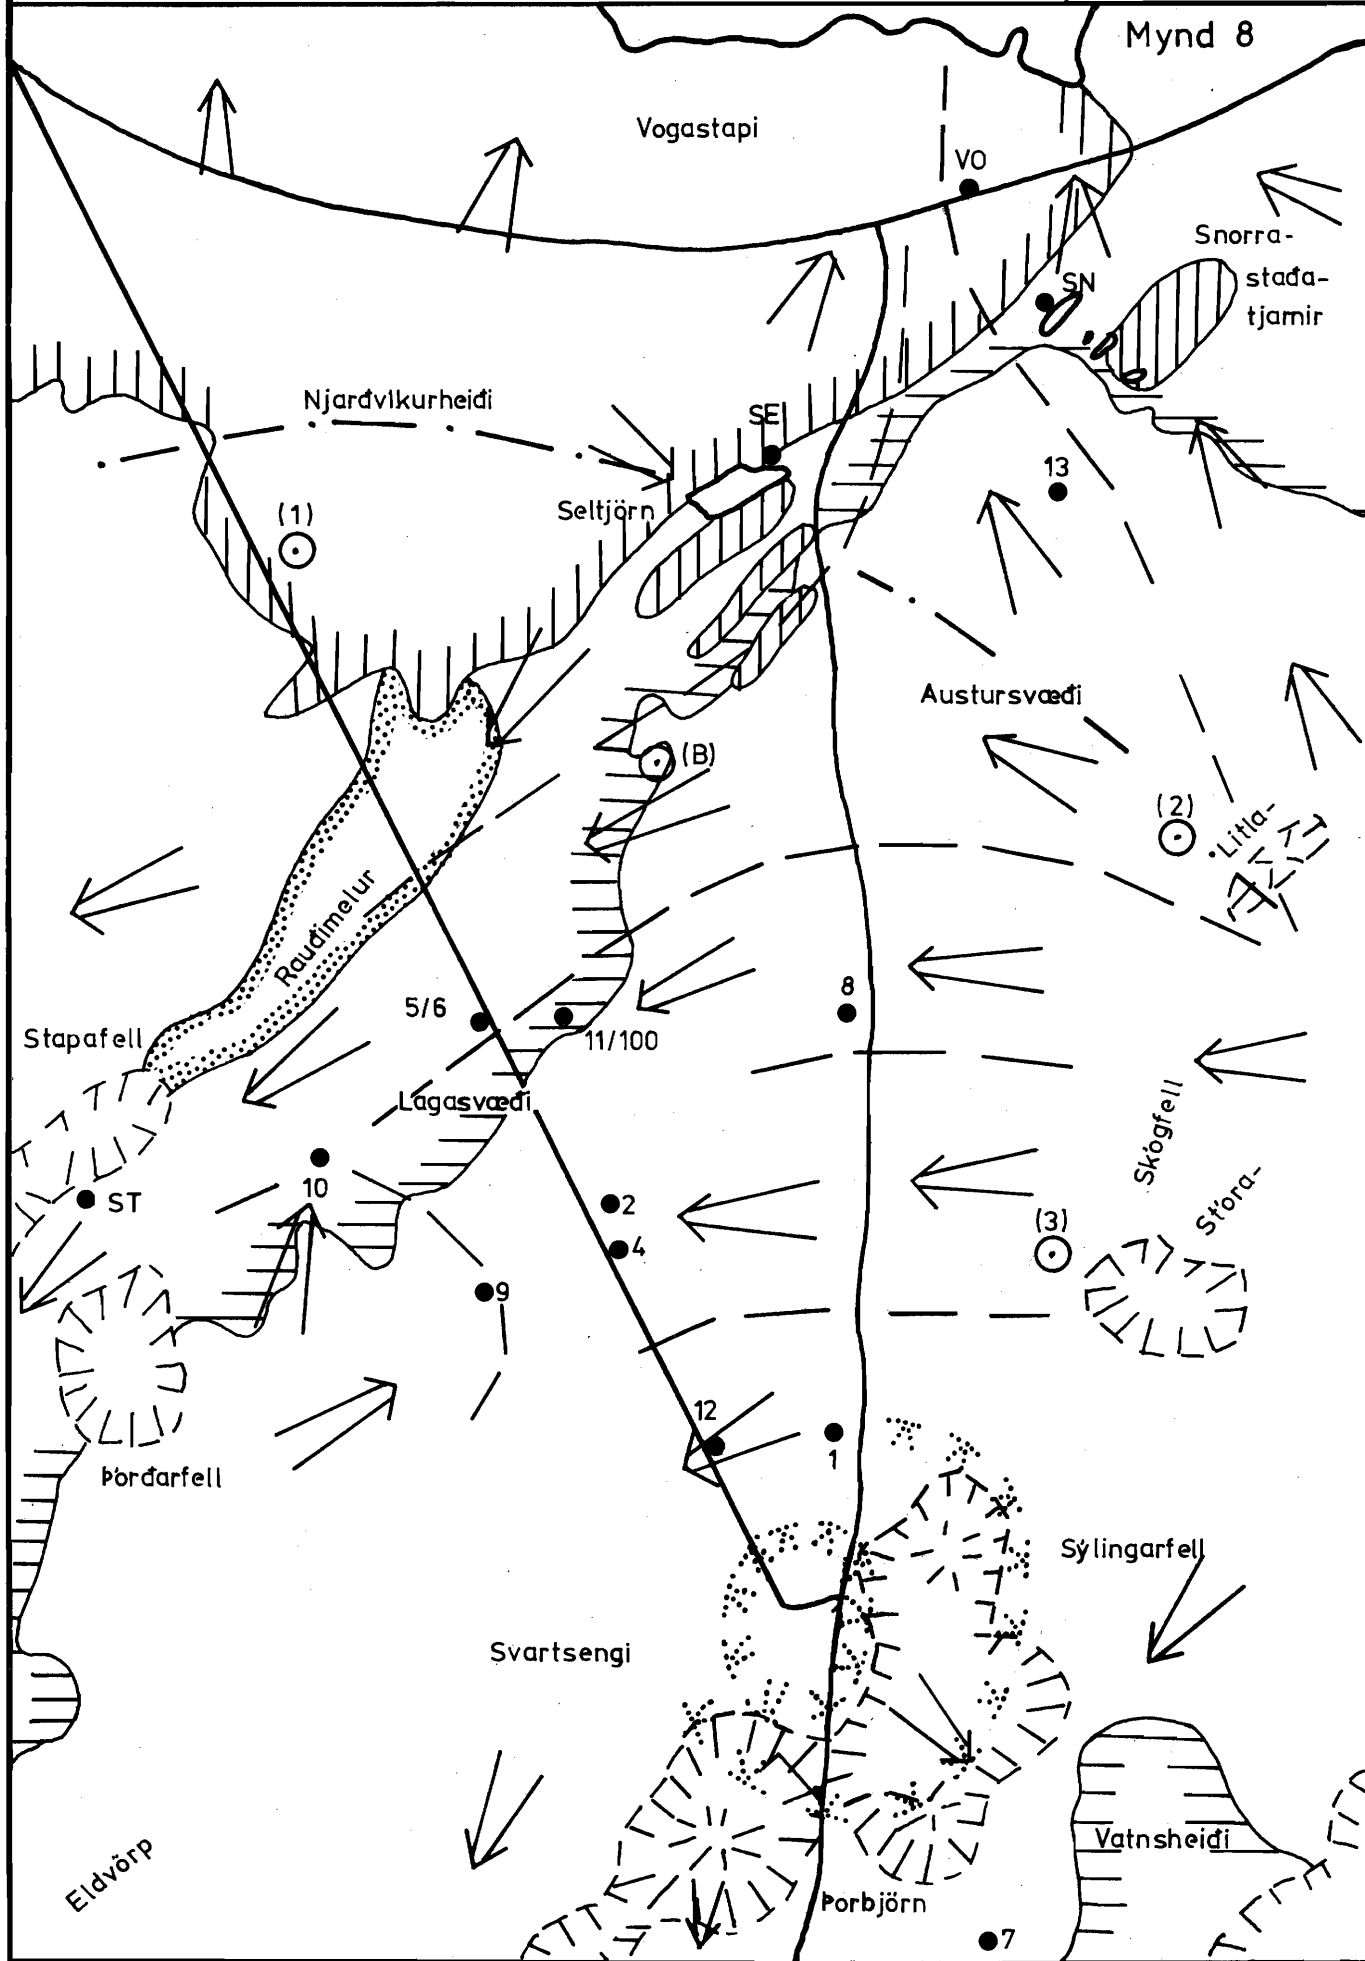 Mynd 8
Vogastapi
VO
Snorra-
staða-
tjarnir
SN
Njarðvíkurheiði
SE
13
Seltjörn
(1)
Austursvæði
(B)
(2)
Litla-
Rauðimelur
8
5/6
11/100
Stapafell
Lágasvæði
Skógfell
10
ST
2
Stóra-
(3)
4
9
12
1
Þórðarfell
Sýlingarfell
Svartsengi
Vatnsheiði
Eldvörp
Þorbjörn
7